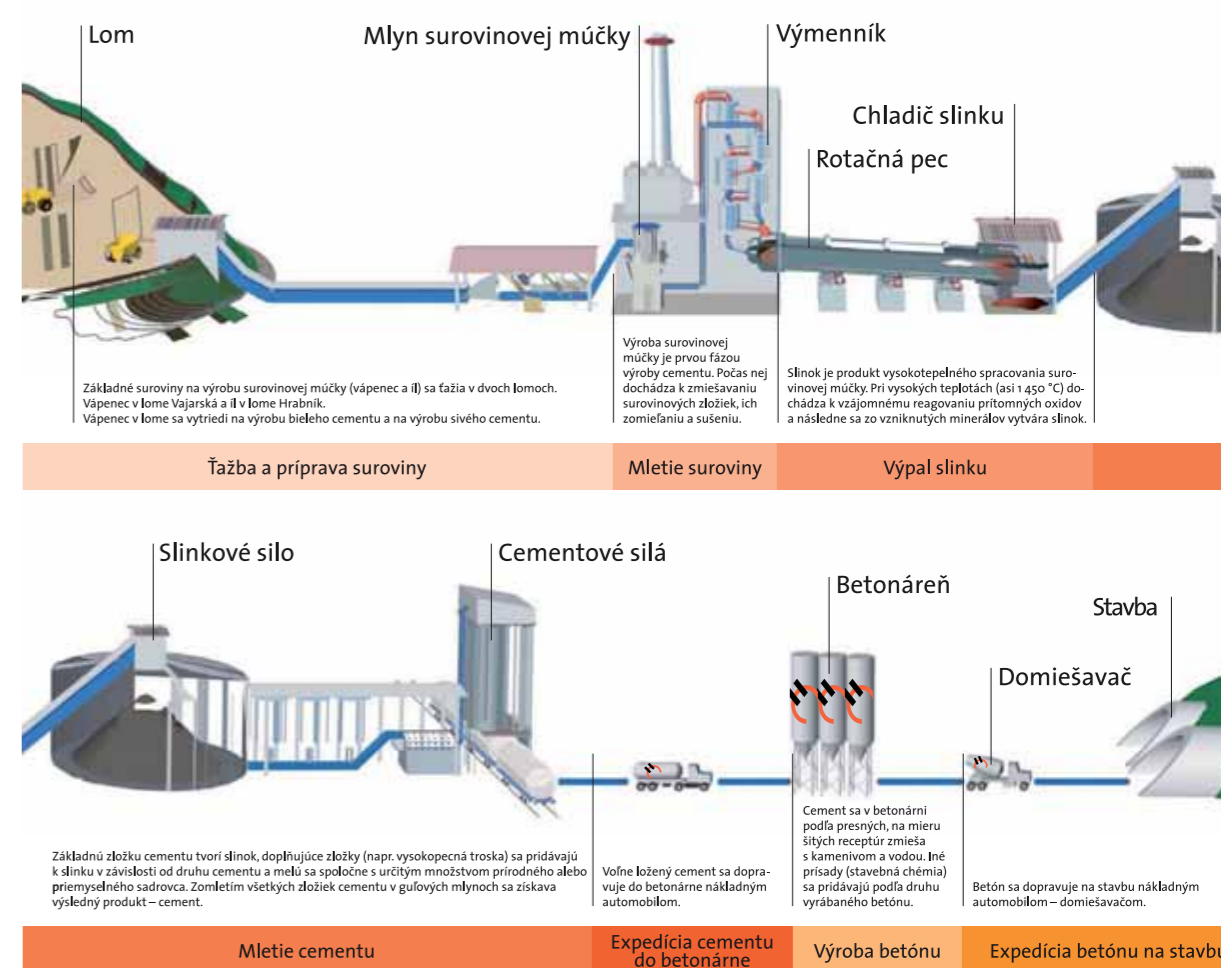 Lom
Mlyn surovinovej múčky
Výmenník
Chladič slinku
Rotačná pec
Základné suroviny na výrobu surovinovej múčky (vápenec a íl) sa ťažia v dvoch lomoch.
Vápenec v lome Vajarská a íl v lome Hrabník.
Vápenec v lome sa vytriedi na výrobu bieleho cementu a na výrobu sivého cementu.
Výroba surovinovej
múčky je prvou fázou
výroby cementu. Počas nej
dochádza k zmiešavaniu
surovinových zložiek, ich
zomieľaniu a sušeniu.
Slinok je produkt vysokotepelného spracovania suro-
vinovej múčky. Pri vysokých teplotách (asi 1 450 °C) do-
chádza k vzájomnému reagovaniu prítomných oxidov
a následne sa zo vzniknutých minerálov vytvára slinok.
Ťažba a príprava suroviny
Mletie suroviny
Výpal slinku
Slinkové silo
Cementové silá
Betonáreň
Stavba
Domiešavač
Základnú zložku cementu tvorí slinok, doplňujúce zložky (napr. vysokopecná troska) sa pridávajú
k slinku v závislosti od druhu cementu a melú sa spoločne s určitým množstvom prírodného alebo
priemyselného sadrovca. Zomletím všetkých zložiek cementu v guľových mlynoch sa získava
výsledný produkt – cement.
Voľne ložený cement sa dopra-
vuje do betonárne nákladným
automobilom.
Cement sa v betonárni
podľa presných, na mieru
šitých receptúr zmieša
s kamenivom a vodou. Iné
prísady (stavebná chémia)
sa pridávajú podľa druhu
vyrábaného betónu.
Betón sa dopravuje na stavbu nákladným
automobilom – domiešavačom.
Mletie cementu
Expedícia cementu
do betonárne
Výroba betónu
Expedícia betónu na stavbu